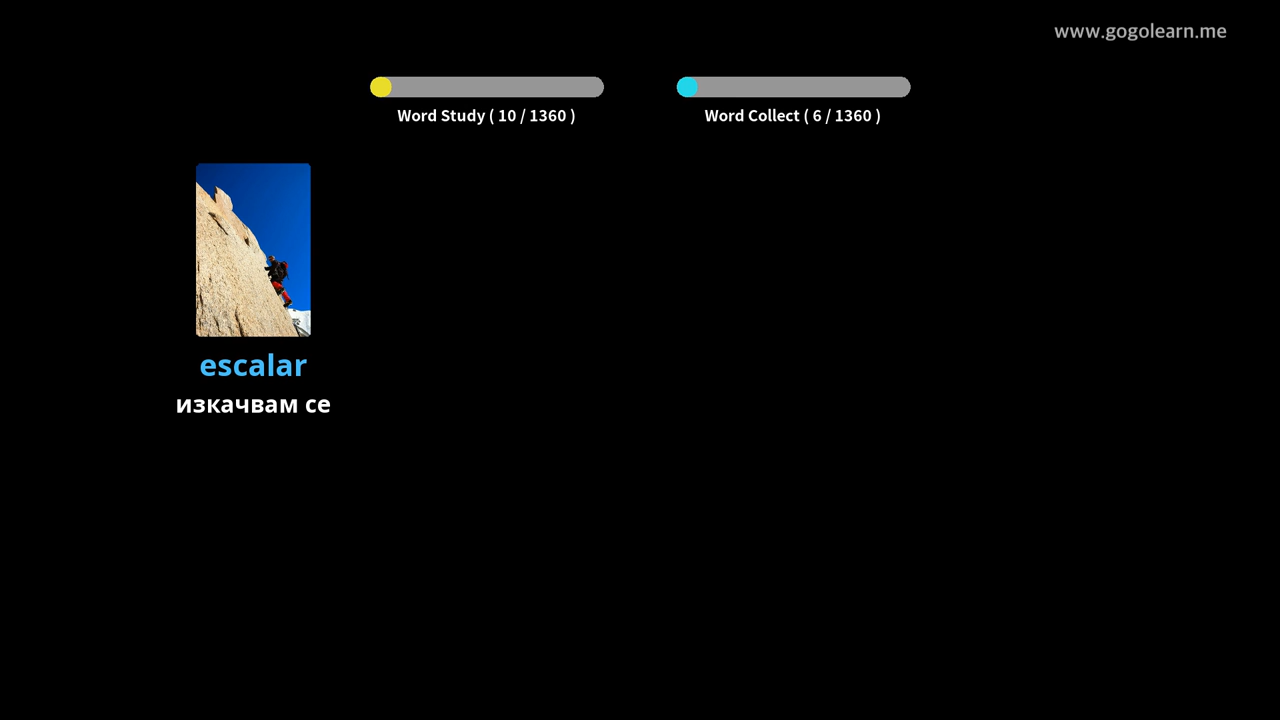 www.gogolearn.me
Word Study ( 10 / 1360 )
Word Collect ( 6 / 1360 )
escalar
изкачвам се